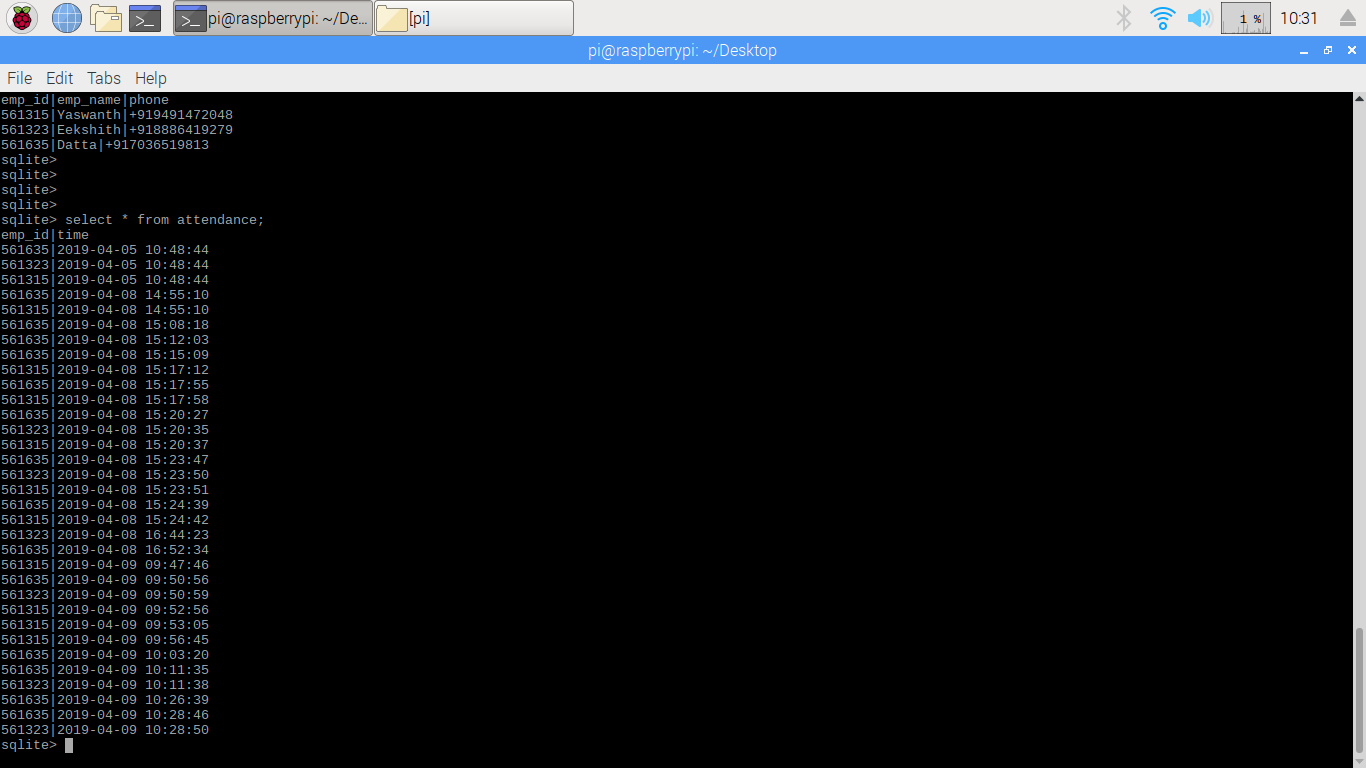 pi@raspberrypi: ~/De...
[pi]
1 %
10:31
pi@raspberrypi: ~/Desktop
File Edit Tabs Help
emp_id|emp_name|phone
561315|Yaswanth|+919491472048
561323|Eekshith|+918886419279
561635|Datta|+917036519813
sqlite>
sqlite>
sqlite>
sqlite>
sqlite> select * from attendance;
emp_id|time
561635|2019-04-05 10:48:44
561323|2019-04-05 10:48:44
561315|2019-04-05 10:48:44
561635|2019-04-08 14:55:10
561315|2019-04-08 14:55:10
561635|2019-04-08 15:08:18
561635|2019-04-08 15:12:03
561635|2019-04-08 15:15:09
561315|2019-04-08 15:17:12
561635|2019-04-08 15:17:55
561315|2019-04-08 15:17:58
561635|2019-04-08 15:20:27
561323|2019-04-08 15:20:35
561315|2019-04-08 15:20:37
561635|2019-04-08 15:23:47
561323|2019-04-08 15:23:50
561315|2019-04-08 15:23:51
561635|2019-04-08 15:24:39
561315|2019-04-08 15:24:42
561323|2019-04-08 16:44:23
561635|2019-04-08 16:52:34
561315|2019-04-09 09:47:46
561635|2019-04-09 09:50:56
561323|2019-04-09 09:50:59
561315|2019-04-09 09:52:56
561315|2019-04-09 09:53:05
561315|2019-04-09 09:56:45
561635|2019-04-09 10:03:20
561635|2019-04-09 10:11:35
561323|2019-04-09 10:11:38
561635|2019-04-09 10:26:39
561635|2019-04-09 10:28:46
561323|2019-04-09 10:28:50
sqlite>